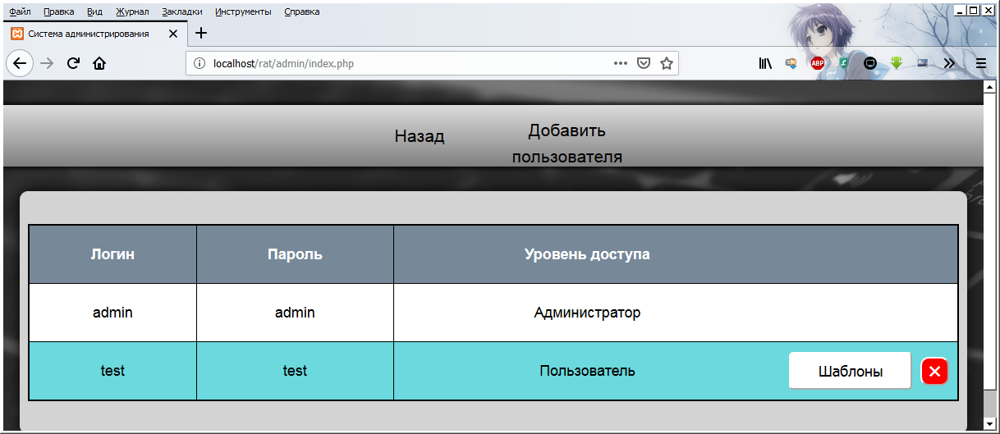 Файл Правка Вид Журнал Закладки Инструменты Справка
Система администрирования
localhost/rat/admin/index.php
ABP
Назад
Добавить
пользователя
Логин Пароль Уровень доступа
admin admin Администратор
test test Пользователь Шаблоны